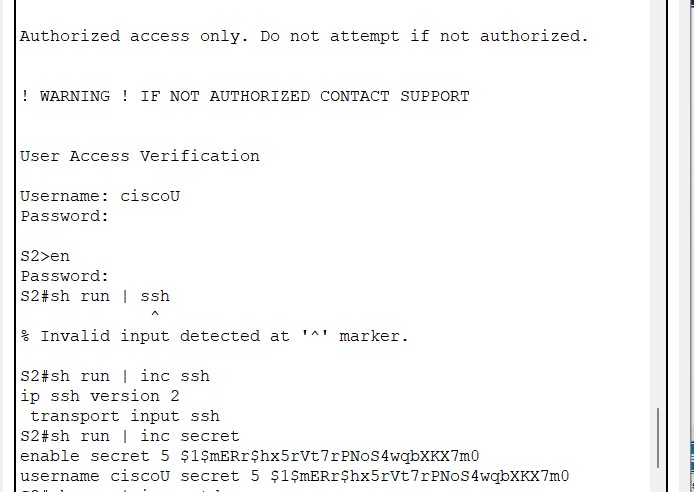 Authorized access only. Do not attempt if not authorized.
! WARNING ! IF NOT AUTHORIZED CONTACT SUPPORT
User Access Verification
Username: ciscoU
Password:
S2>en
Password:
S2#sh run | ssh
^
% Invalid input detected at '^' marker.
S2#sh run | inc ssh
ip ssh version 2
transport input ssh
S2#sh run | inc secret
enable secret 5 $1$mERr$hx5rVt7rPNoS4wqbXKX7m0
username ciscoU secret 5 $1$mERr$hx5rVt7rPNoS4wqbXKX7m0